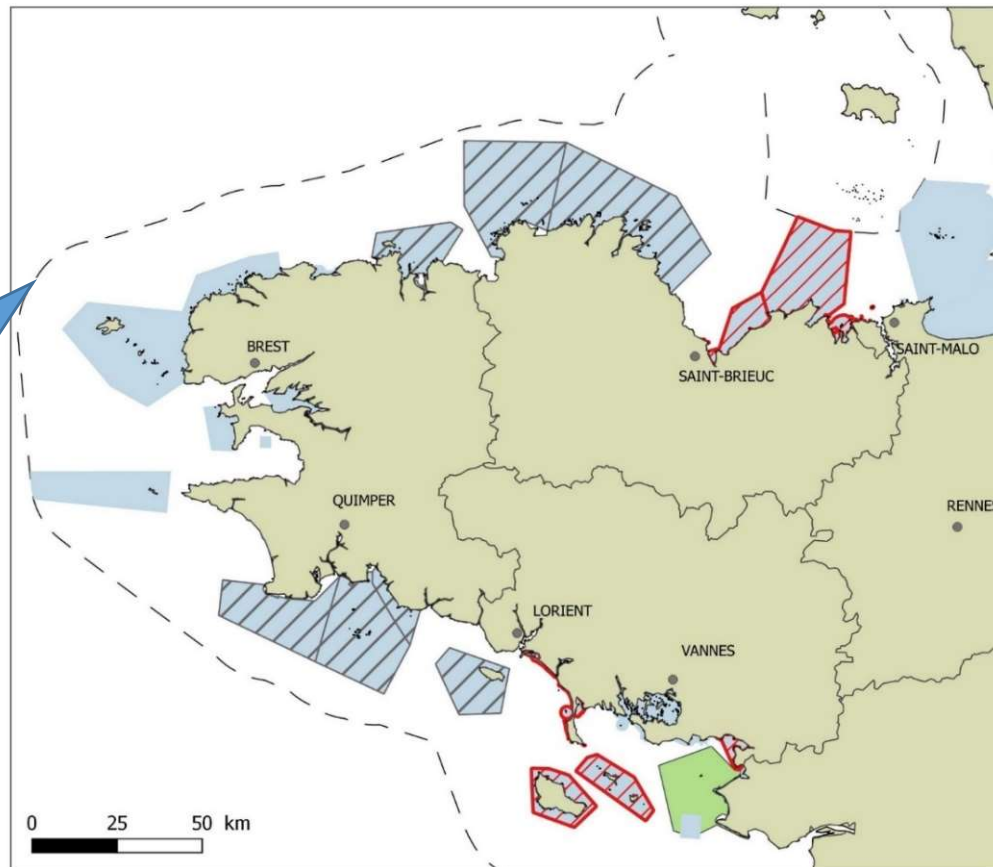 BREST
SAINT-MALO
SAINT-BRIEUC
QUIMPER
RENNES
LORIENT
VANNES
0 25 50 km